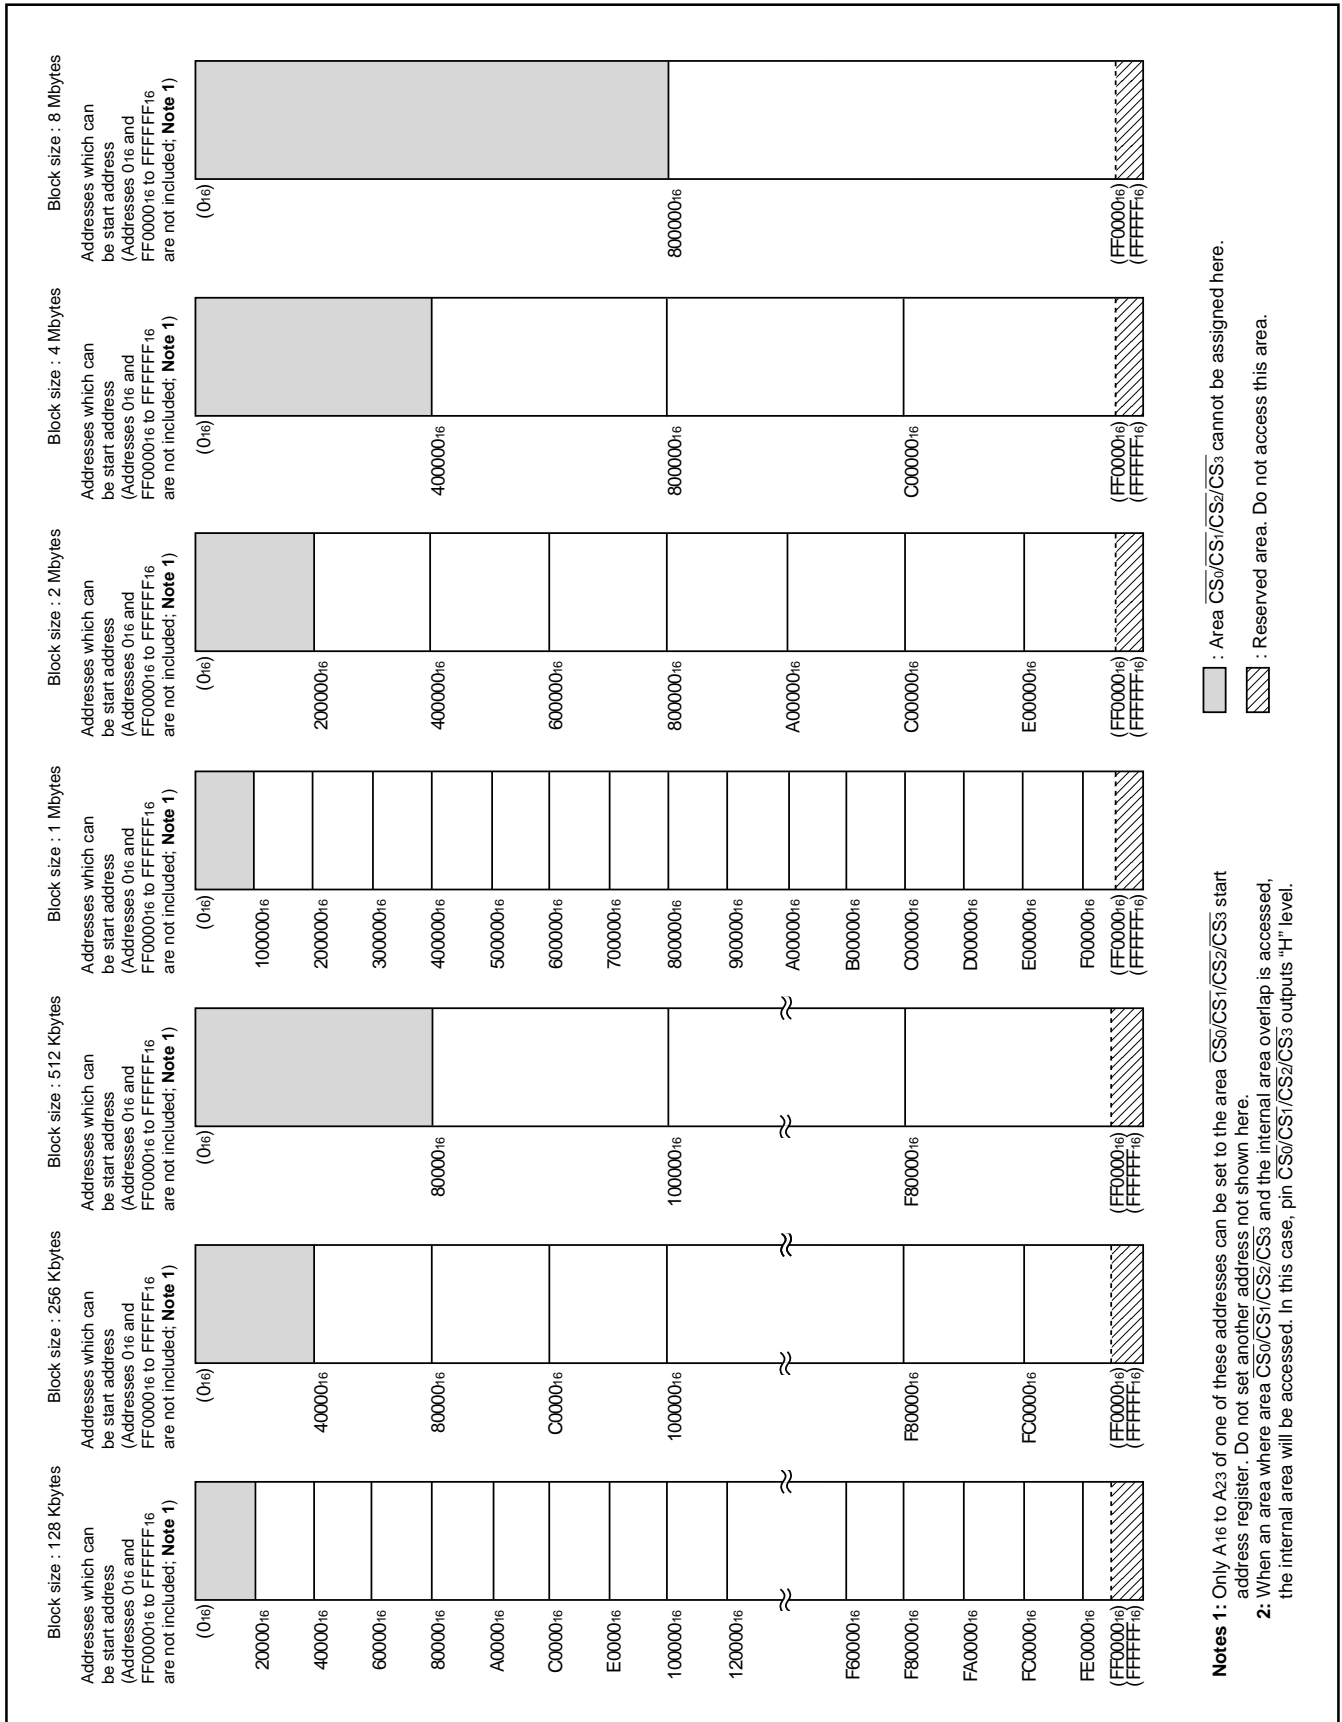 Block size : 128 Kbytes
Addresses which can
be start address
(Addresses 0₁₆ and
FF0000₁₆ to FFFFFF₁₆
are not included; Note 1)
(0₁₆)
20000₁₆
40000₁₆
60000₁₆
80000₁₆
A0000₁₆
C0000₁₆
E0000₁₆
100000₁₆
120000₁₆
F60000₁₆
F80000₁₆
FA0000₁₆
FC0000₁₆
FE0000₁₆
(FF0000₁₆)
(FFFFFF₁₆)
Block size : 256 Kbytes
Addresses which can
be start address
(Addresses 0₁₆ and
FF0000₁₆ to FFFFFF₁₆
are not included; Note 1)
(0₁₆)
40000₁₆
80000₁₆
C0000₁₆
100000₁₆
F80000₁₆
FC0000₁₆
(FF0000₁₆)
(FFFFFF₁₆)
Block size : 512 Kbytes
Addresses which can
be start address
(Addresses 0₁₆ and
FF0000₁₆ to FFFFFF₁₆
are not included; Note 1)
(0₁₆)
80000₁₆
100000₁₆
F80000₁₆
(FF0000₁₆)
(FFFFFF₁₆)
Block size : 1 Mbytes
Addresses which can
be start address
(Addresses 0₁₆ and
FF0000₁₆ to FFFFFF₁₆
are not included; Note 1)
(0₁₆)
100000₁₆
200000₁₆
300000₁₆
400000₁₆
500000₁₆
600000₁₆
700000₁₆
800000₁₆
900000₁₆
A00000₁₆
B00000₁₆
C00000₁₆
D00000₁₆
E00000₁₆
F00000₁₆
(FF0000₁₆)
(FFFFFF₁₆)
Block size : 2 Mbytes
Addresses which can
be start address
(Addresses 0₁₆ and
FF0000₁₆ to FFFFFF₁₆
are not included; Note 1)
(0₁₆)
200000₁₆
400000₁₆
600000₁₆
800000₁₆
A00000₁₆
C00000₁₆
E00000₁₆
(FF0000₁₆)
(FFFFFF₁₆)
Block size : 4 Mbytes
Addresses which can
be start address
(Addresses 0₁₆ and
FF0000₁₆ to FFFFFF₁₆
are not included; Note 1)
(0₁₆)
400000₁₆
800000₁₆
C00000₁₆
(FF0000₁₆)
(FFFFFF₁₆)
Block size : 8 Mbytes
Addresses which can
be start address
(Addresses 0₁₆ and
FF0000₁₆ to FFFFFF₁₆
are not included; Note 1)
(0₁₆)
800000₁₆
(FF0000₁₆)
(FFFFFF₁₆)
Notes 1: Only A16 to A23 of one of these addresses can be set to the area CS0/CS1/CS2/CS3 start
address register. Do not set another address not shown here.
2: When an area where area CS0/CS1/CS2/CS3 and the internal area overlap is accessed,
the internal area will be accessed. In this case, pin CS0/CS1/CS2/CS3 outputs “H” level.
: Area CS0/CS1/CS2/CS3 cannot be assigned here.
: Reserved area. Do not access this area.